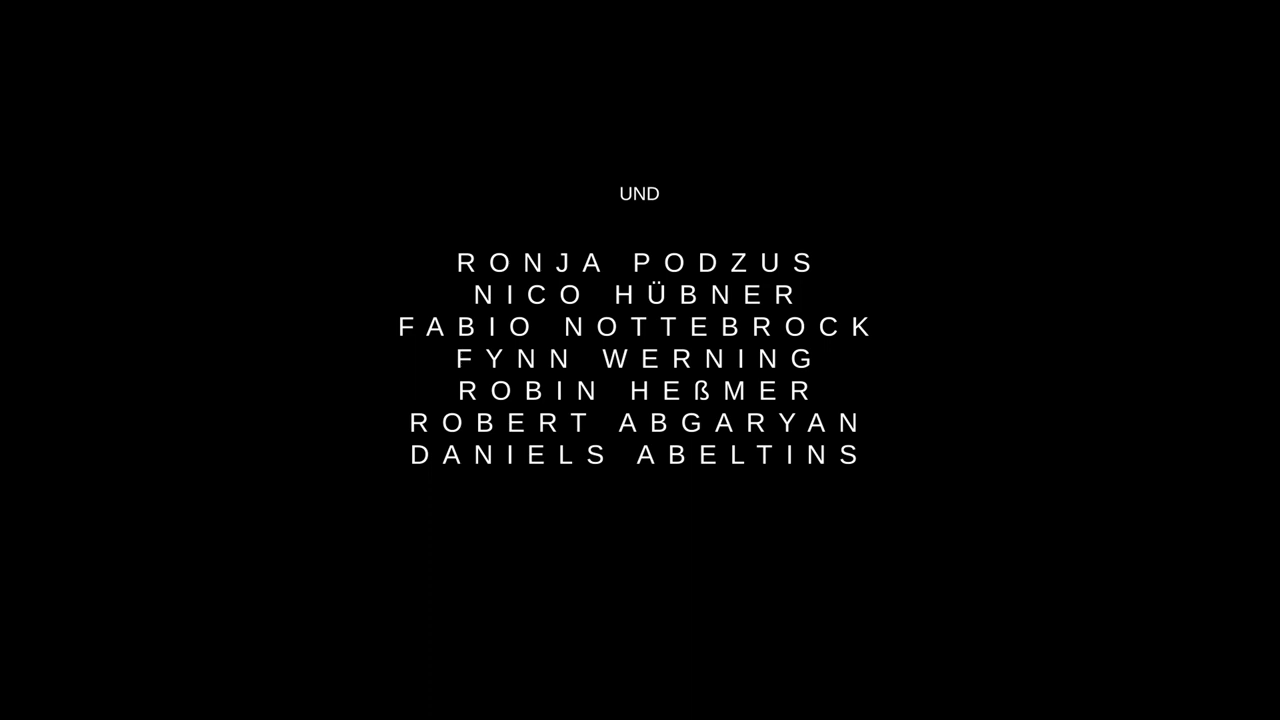 UND
RONJA PODZUS
NICO HÜBNER
FABIO NOTTEBROCK
FYNN WERNING
ROBIN HEßMER
ROBERT ABGARYAN
DANIELS ABELTINS